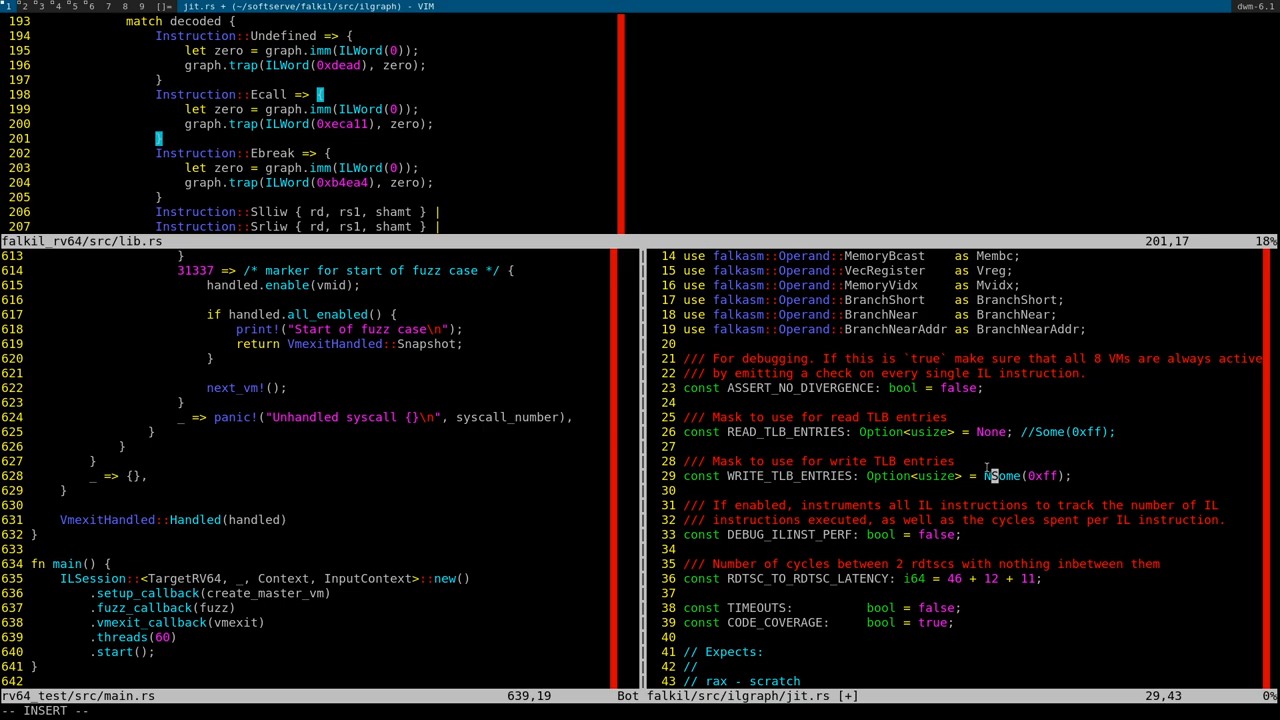 1 2 3 4 5 6 7 8 9 []= jit.rs + (~/softserve/falkil/src/ilgraph) - VIM dwm-6.1
193             match decoded {
194                 Instruction::Undefined => {
195                     let zero = graph.imm(ILWord(0));
196                     graph.trap(ILWord(0xdead), zero);
197                 }
198                 Instruction::Ecall => {
199                     let zero = graph.imm(ILWord(0));
200                     graph.trap(ILWord(0xeca11), zero);
201                 }
202                 Instruction::Ebreak => {
203                     let zero = graph.imm(ILWord(0));
204                     graph.trap(ILWord(0xb4ea4), zero);
205                 }
206                 Instruction::Slliw { rd, rs1, shamt } |
207                 Instruction::Srliw { rd, rs1, shamt } |
falkil_rv64/src/lib.rs 201,17 18%
613                     }
614                     31337 => /* marker for start of fuzz case */ {
615                         handled.enable(vmid);
616
617                         if handled.all_enabled() {
618                             print!("Start of fuzz case\n");
619                             return VmexitHandled::Snapshot;
620                         }
621
622                         next_vm!();
623                     }
624                     _ => panic!("Unhandled syscall {}\n", syscall_number),
625                 }
626             }
627         }
628         _ => {},
629     }
630
631     VmexitHandled::Handled(handled)
632 }
633
634 fn main() {
635     ILSession::<TargetRV64, _, Context, InputContext>::new()
636         .setup_callback(create_master_vm)
637         .fuzz_callback(fuzz)
638         .vmexit_callback(vmexit)
639         .threads(60)
640         .start();
641 }
642
rv64_test/src/main.rs 639,19 Bot
14 use falkasm::Operand::MemoryBcast    as Membc;
15 use falkasm::Operand::VecRegister    as Vreg;
16 use falkasm::Operand::MemoryVidx     as Mvidx;
17 use falkasm::Operand::BranchShort    as BranchShort;
18 use falkasm::Operand::BranchNear     as BranchNear;
19 use falkasm::Operand::BranchNearAddr as BranchNearAddr;
20
21 /// For debugging. If this is `true` make sure that all 8 VMs are always active
22 /// by emitting a check on every single IL instruction.
23 const ASSERT_NO_DIVERGENCE: bool = false;
24
25 /// Mask to use for read TLB entries
26 const READ_TLB_ENTRIES: Option<usize> = None; //Some(0xff);
27
28 /// Mask to use for write TLB entries
29 const WRITE_TLB_ENTRIES: Option<usize> = NSome(0xff);
30
31 /// If enabled, instruments all IL instructions to track the number of IL
32 /// instructions executed, as well as the cycles spent per IL instruction.
33 const DEBUG_ILINST_PERF: bool = false;
34
35 /// Number of cycles between 2 rdtscs with nothing inbetween them
36 const RDTSC_TO_RDTSC_LATENCY: i64 = 46 + 12 + 11;
37
38 const TIMEOUTS:          bool = false;
39 const CODE_COVERAGE:     bool = true;
40
41 // Expects:
42 //
43 // rax - scratch
falkil/src/ilgraph/jit.rs [+] 29,43 0%
-- INSERT --